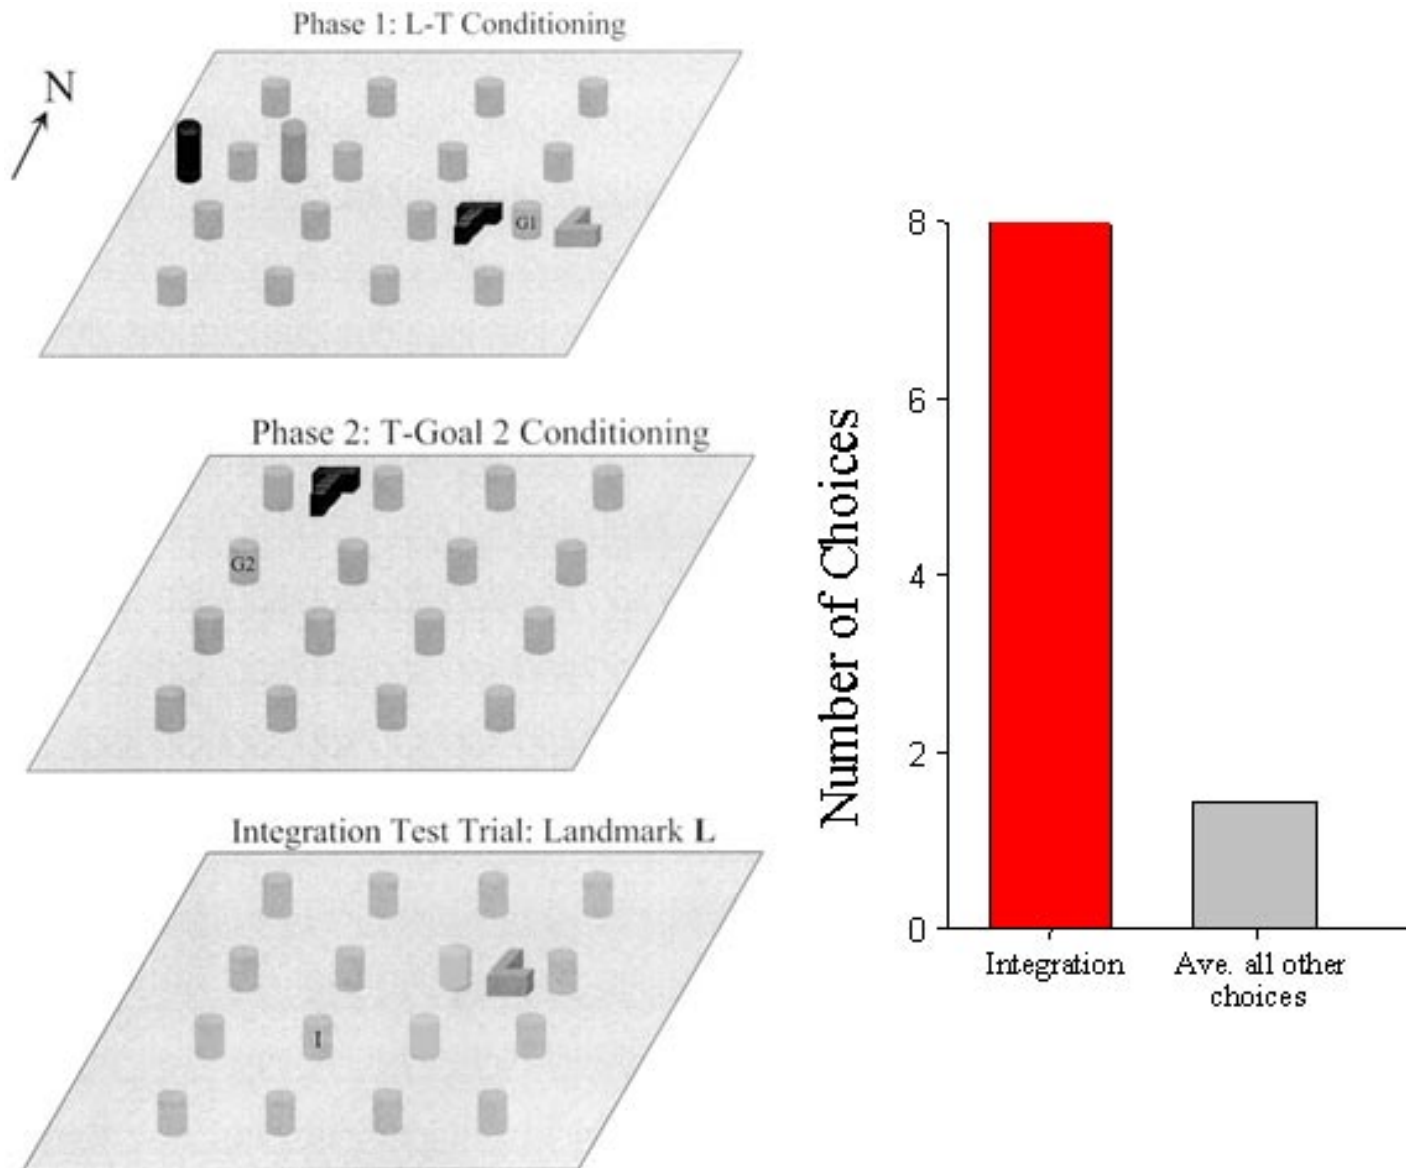 Phase 1: L-T Conditioning
N
G1
Phase 2: T-Goal 2 Conditioning
G2
Integration Test Trial: Landmark L
I
Number of Choices
8
6
4
2
0
Integration
Ave. all other
choices